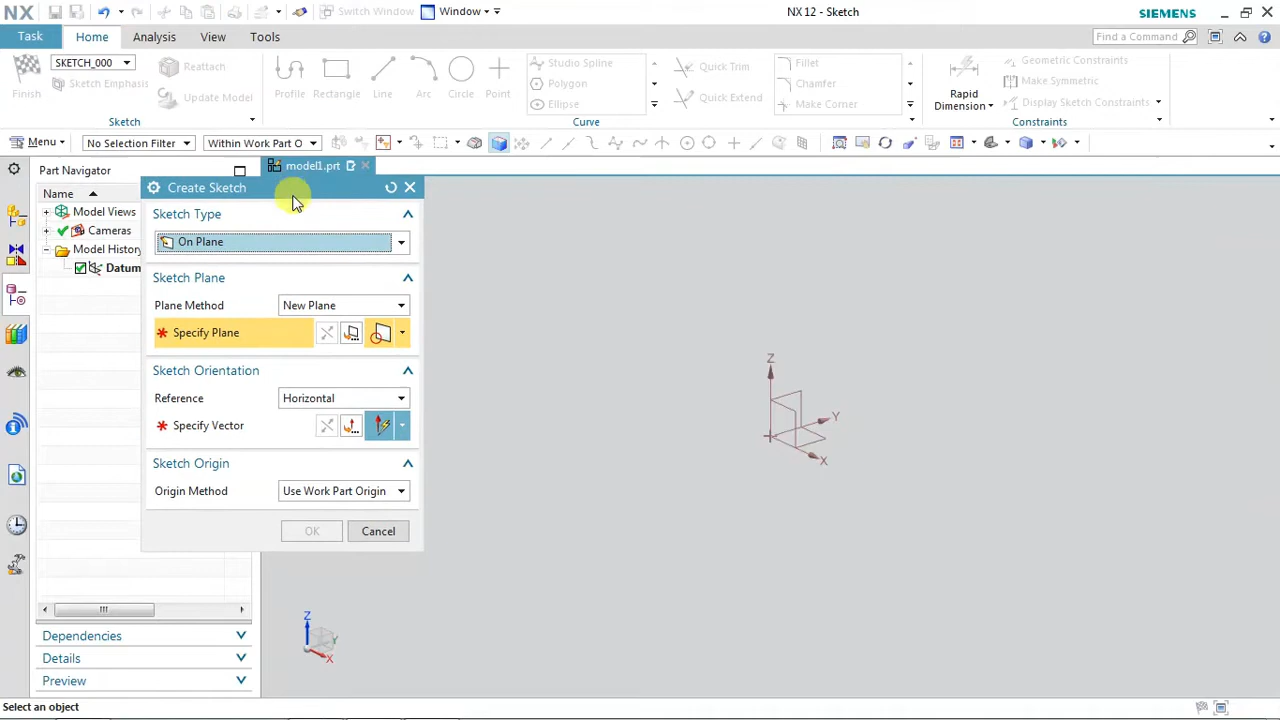 NX
Switch Window
Window
NX 12 - Sketch
SIEMENS
Task
Home
Analysis
View
Tools
Find a Command
SKETCH_000
Reattach
Finish
Sketch Emphasis
Update Model
Profile
Rectangle
Line
Arc
Circle
Point
Studio Spline
Polygon
Ellipse
Quick Trim
Quick Extend
Fillet
Chamfer
Make Corner
Rapid
Dimension
Geometric Constraints
Make Symmetric
Display Sketch Constraints
Sketch
Curve
Constraints
Menu
No Selection Filter
Within Work Part O
Part Navigator
model1.prt
Name
Model Views
Cameras
Model History
Datum
Create Sketch
Sketch Type
On Plane
Sketch Plane
Plane Method
New Plane
* Specify Plane
Sketch Orientation
Reference
Horizontal
* Specify Vector
Sketch Origin
Origin Method
Use Work Part Origin
OK
Cancel
Z
Y
X
Z
Y
X
Dependencies
Details
Preview
Select an object